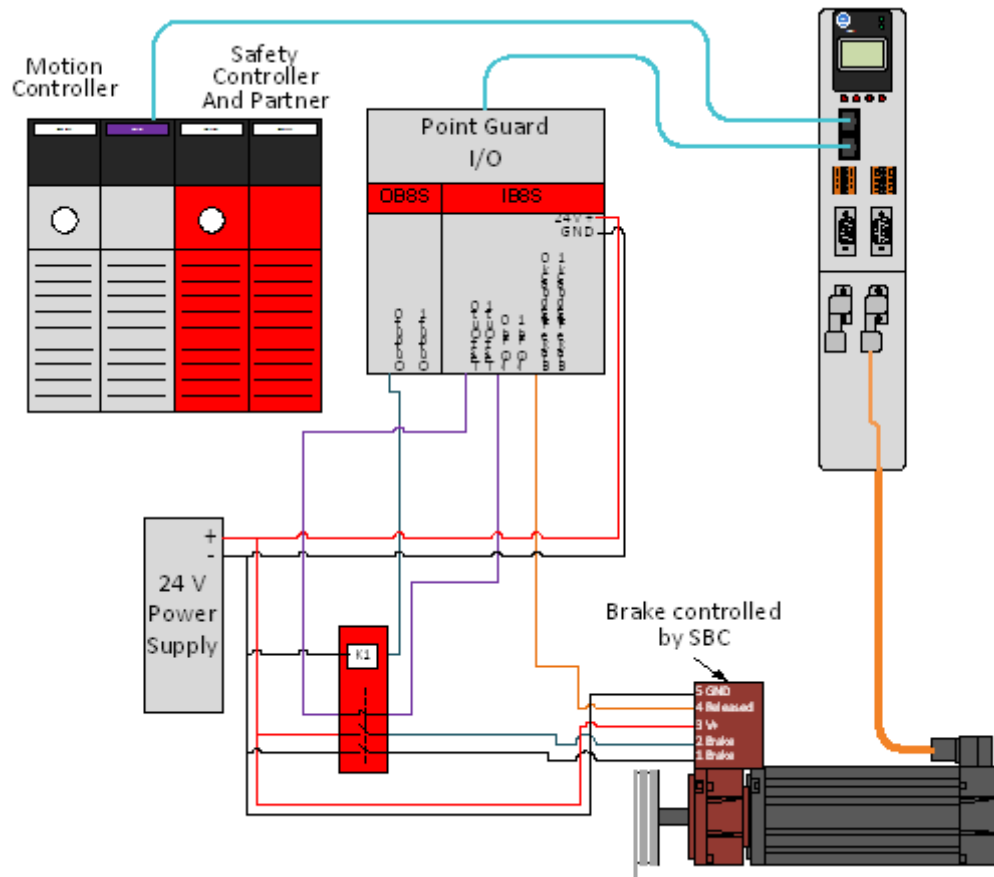 Motion
Controller
Safety
Controller
And Partner
Point Guard
I/O
OB8S
IB8S
24V+
GND
+
-
24 V
Power
Supply
K1
Brake controlled
by SBC
5 GND
4 Released
3 V+
2 Brake
1 Brake